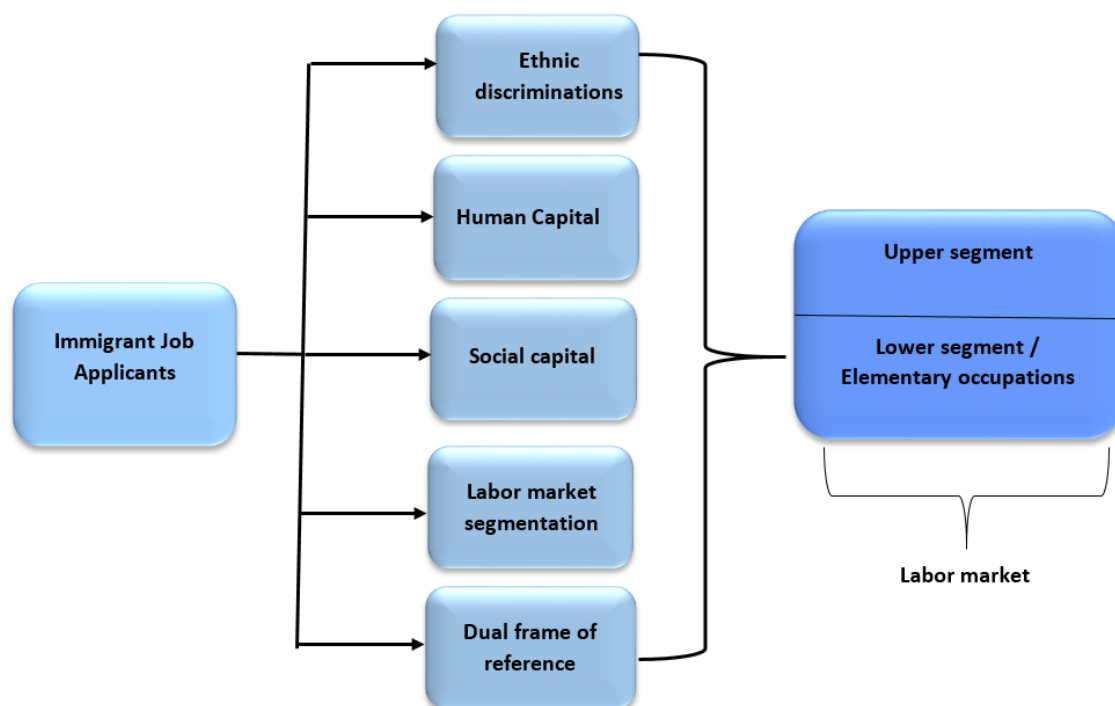 Ethnic
discriminations
Human Capital
Immigrant Job
Applicants
Social capital
Labor market
segmentation
Dual frame of
reference
Upper segment
Lower segment /
Elementary occupations
Labor market